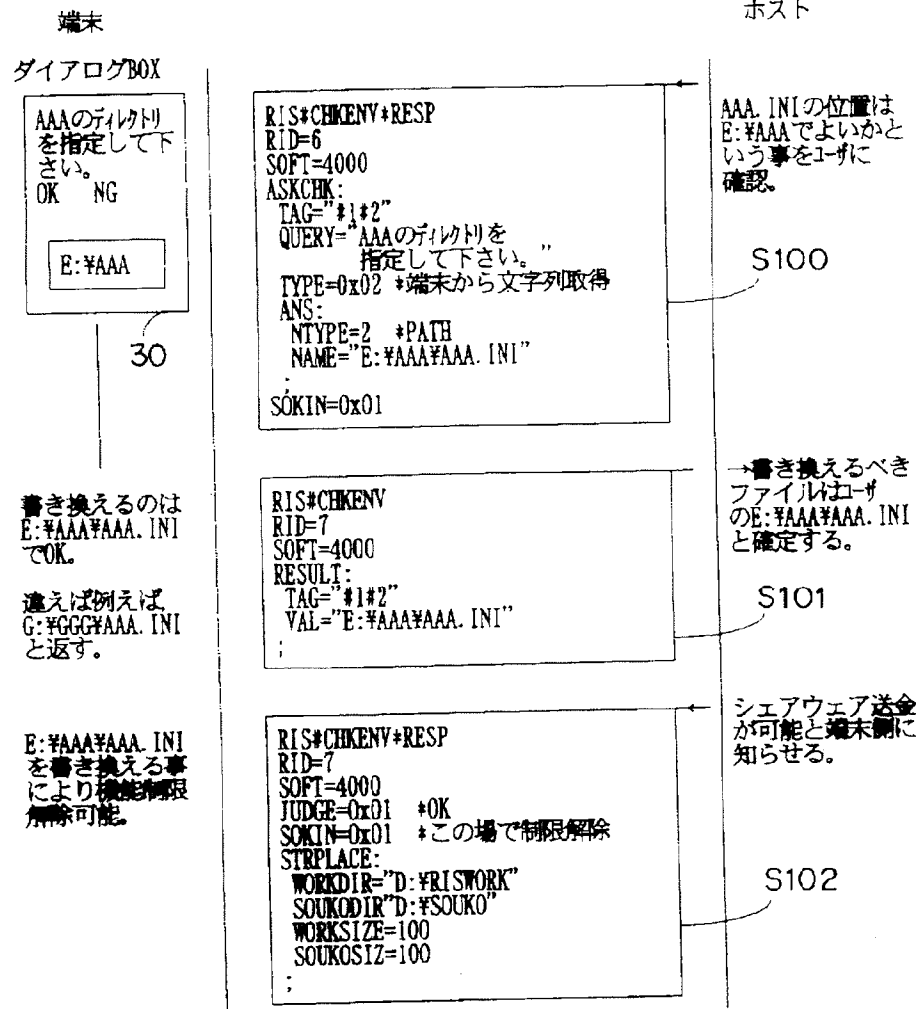 端末
ホスト
ダイアログBOX
AAAのディレクトリ
を指定して下
さい。
OK NG
E:¥AAA
30
RIS#CHKENV*RESP
RID=6
SOFT=4000
ASKCHK:
TAG="#1#2"
QUERY="AAAのディレクトリを
指定して下さい。"
TYPE=0x02 *端末から文字列取得
ANS:
NTYPE=2 *PATH
NAME="E:¥AAA¥AAA.INI"
;
SOKIN=0x01
AAA.INIの位置は
E:¥AAAでよいかと
いう事をユーザに
確認。
S100
書き換えるのは
E:¥AAA¥AAA.INI
でOK。
違えば例えば、
G:¥GGG¥AAA.INI
と返す。
RIS#CHKENV
RID=7
SOFT=4000
RESULT:
TAG="#1#2"
VAL="E:¥AAA¥AAA.INI"
;
→書き換えるべき
ファイルはユーザ
のE:¥AAA¥AAA.INI
と確定する。
S101
E:¥AAA¥AAA.INI
を書き換える事
により機能制限
解除可能。
RIS#CHKENV*RESP
RID=7
SOFT=4000
JUDGE=0x01 *OK
SOKIN=0x01 *この場で制限解除
STRPLACE:
WORKDIR="D:¥RISWORK"
SOUKODIR"D:¥SOUKO"
WORKSIZE=100
SOUKOSIZ=100
;
シェアウェア送金
が可能と端末側に
知らせる。
S102